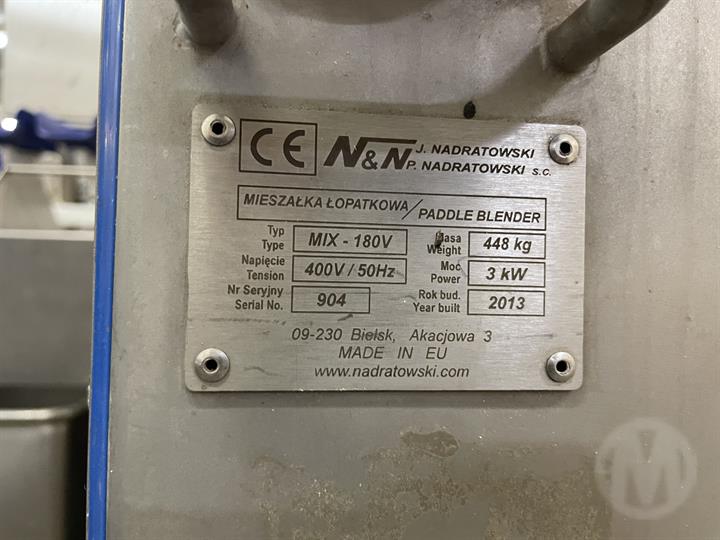 CE N&N J. NADRATOWSKI
P. NADRATOWSKI s.c.
MIESZAŁKA ŁOPATKOWA / PADDLE BLENDER
Typ
Type MIX - 180V
Masa
Weight 448 kg
Napięcie
Tension 400V / 50Hz
Moc
Power 3 kW
Nr Seryjny
Serial No. 904
Rok bud.
Year built 2013
09-230 Bielsk, Akacjowa 3
MADE IN EU
www.nadratowski.com
M